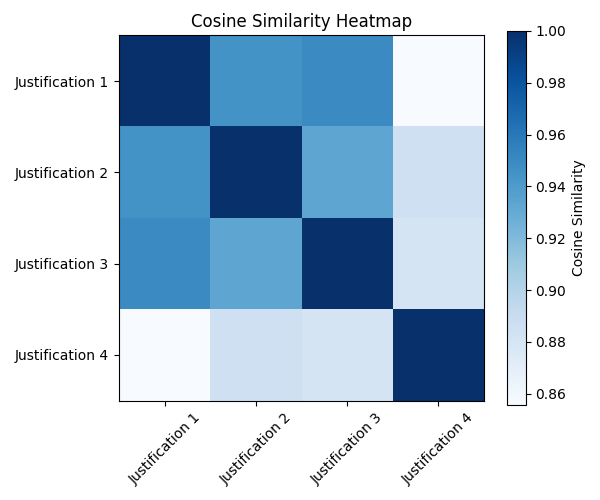 Cosine Similarity Heatmap
Justification 1
Justification 2
Justification 3
Justification 4
Justification 1
Justification 2
Justification 3
Justification 4
1.00
0.98
0.96
0.94
0.92
0.90
0.88
0.86
Cosine Similarity